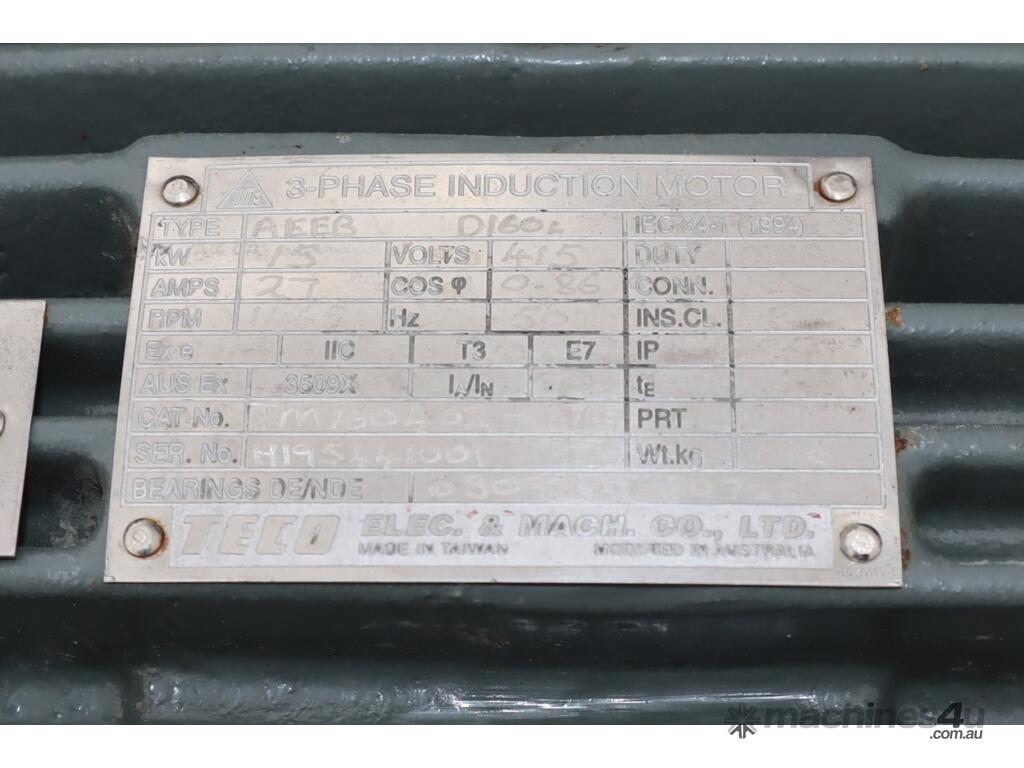 3-PHASE INDUCTION MOTOR
TYPE AEEB D160L IEC 34-1 (1994)
kW 15 VOLTS 415 DUTY
AMPS 27 COS φ 0.86 CONN.
RPM Hz 50 INS.CL.
Ex e IIC T3 E7 IP
AUS Ex 3509X IA/IN tE
CAT No. PRT
SER. No. Wt.kg
BEARINGS DE/NDE
TECO ELEC. & MACH. CO., LTD.
MADE IN TAIWAN MODIFIED IN AUSTRALIA
machines4u
.com.au